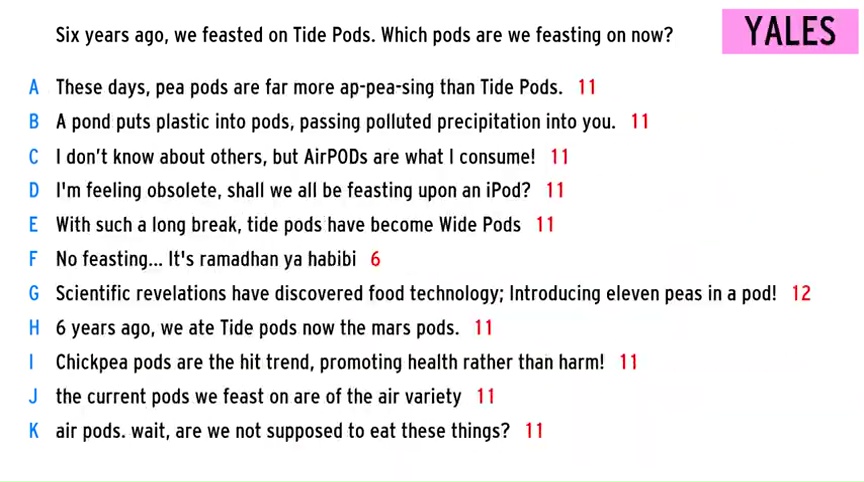 Six years ago, we feasted on Tide Pods. Which pods are we feasting on now?
YALES
A These days, pea pods are far more ap-pea-sing than Tide Pods. 11
B A pond puts plastic into pods, passing polluted precipitation into you. 11
C I don't know about others, but AirPODs are what I consume! 11
D I'm feeling obsolete, shall we all be feasting upon an iPod? 11
E With such a long break, tide pods have become Wide Pods 11
F No feasting... It's ramadhan ya habibi 6
G Scientific revelations have discovered food technology; Introducing eleven peas in a pod! 12
H 6 years ago, we ate Tide pods now the mars pods. 11
I Chickpea pods are the hit trend, promoting health rather than harm! 11
J the current pods we feast on are of the air variety 11
K air pods. wait, are we not supposed to eat these things? 11